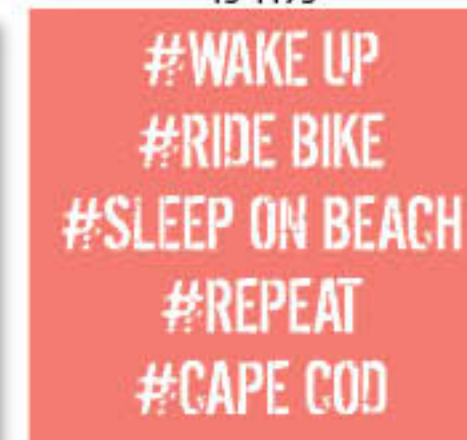 #WAKE UP
#RIDE BIKE
#SLEEP ON BEACH
#REPEAT
#CAPE COD